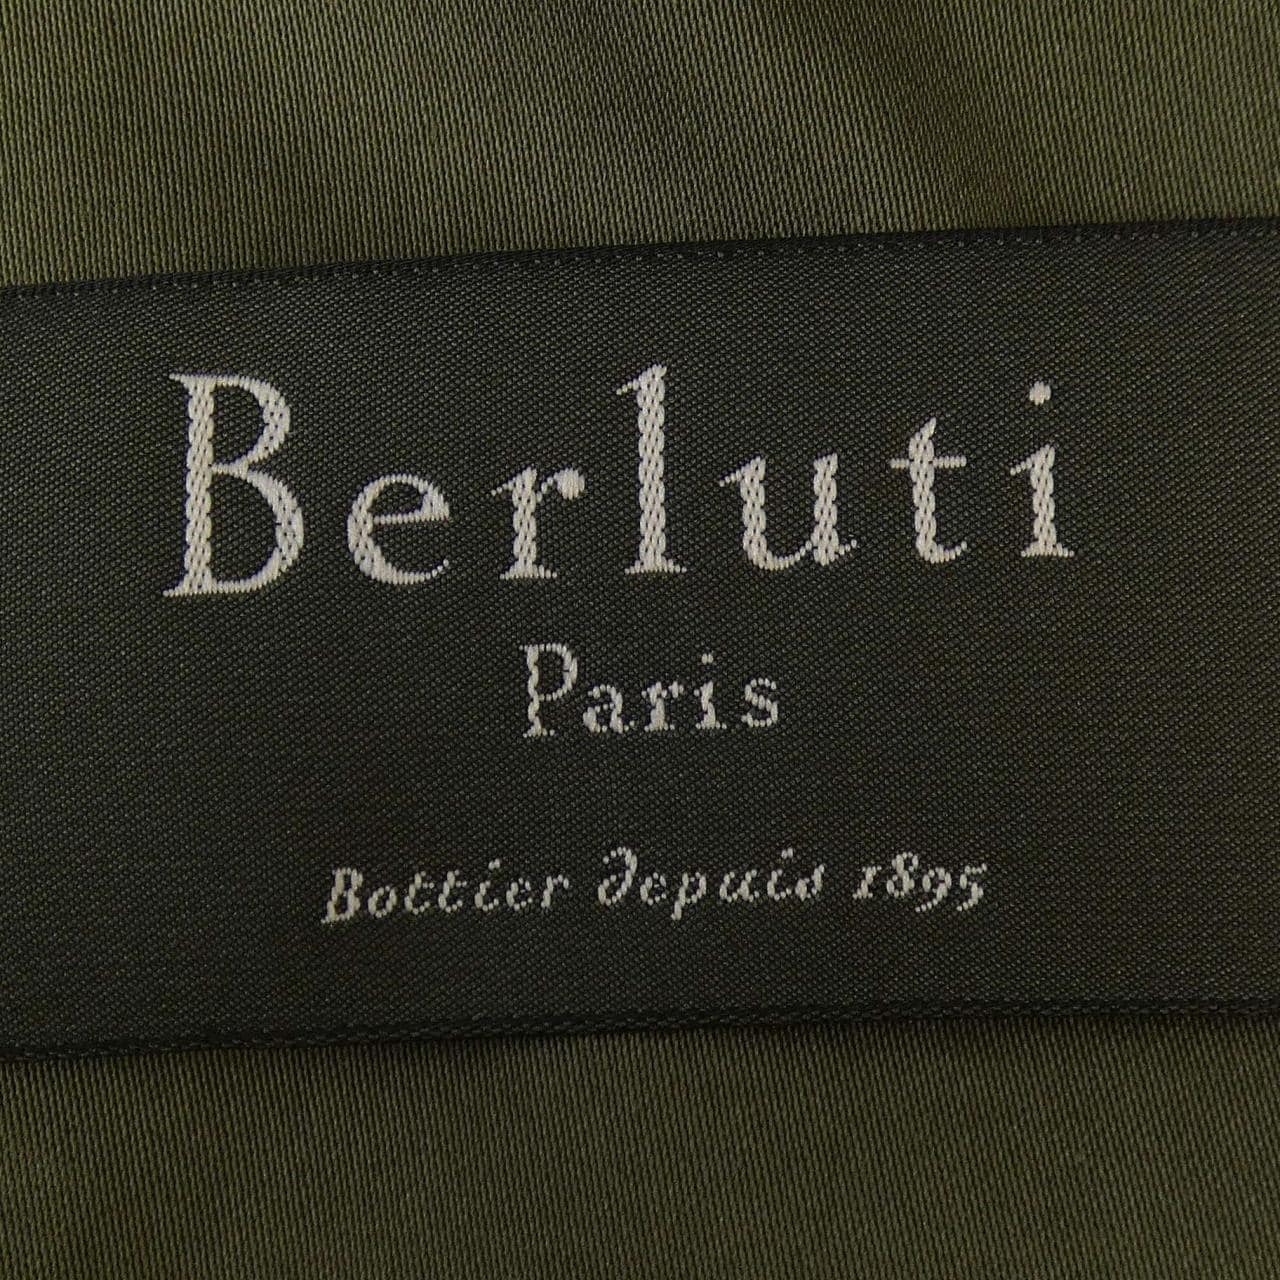 Berluti
Paris
Bottier depuis 1895